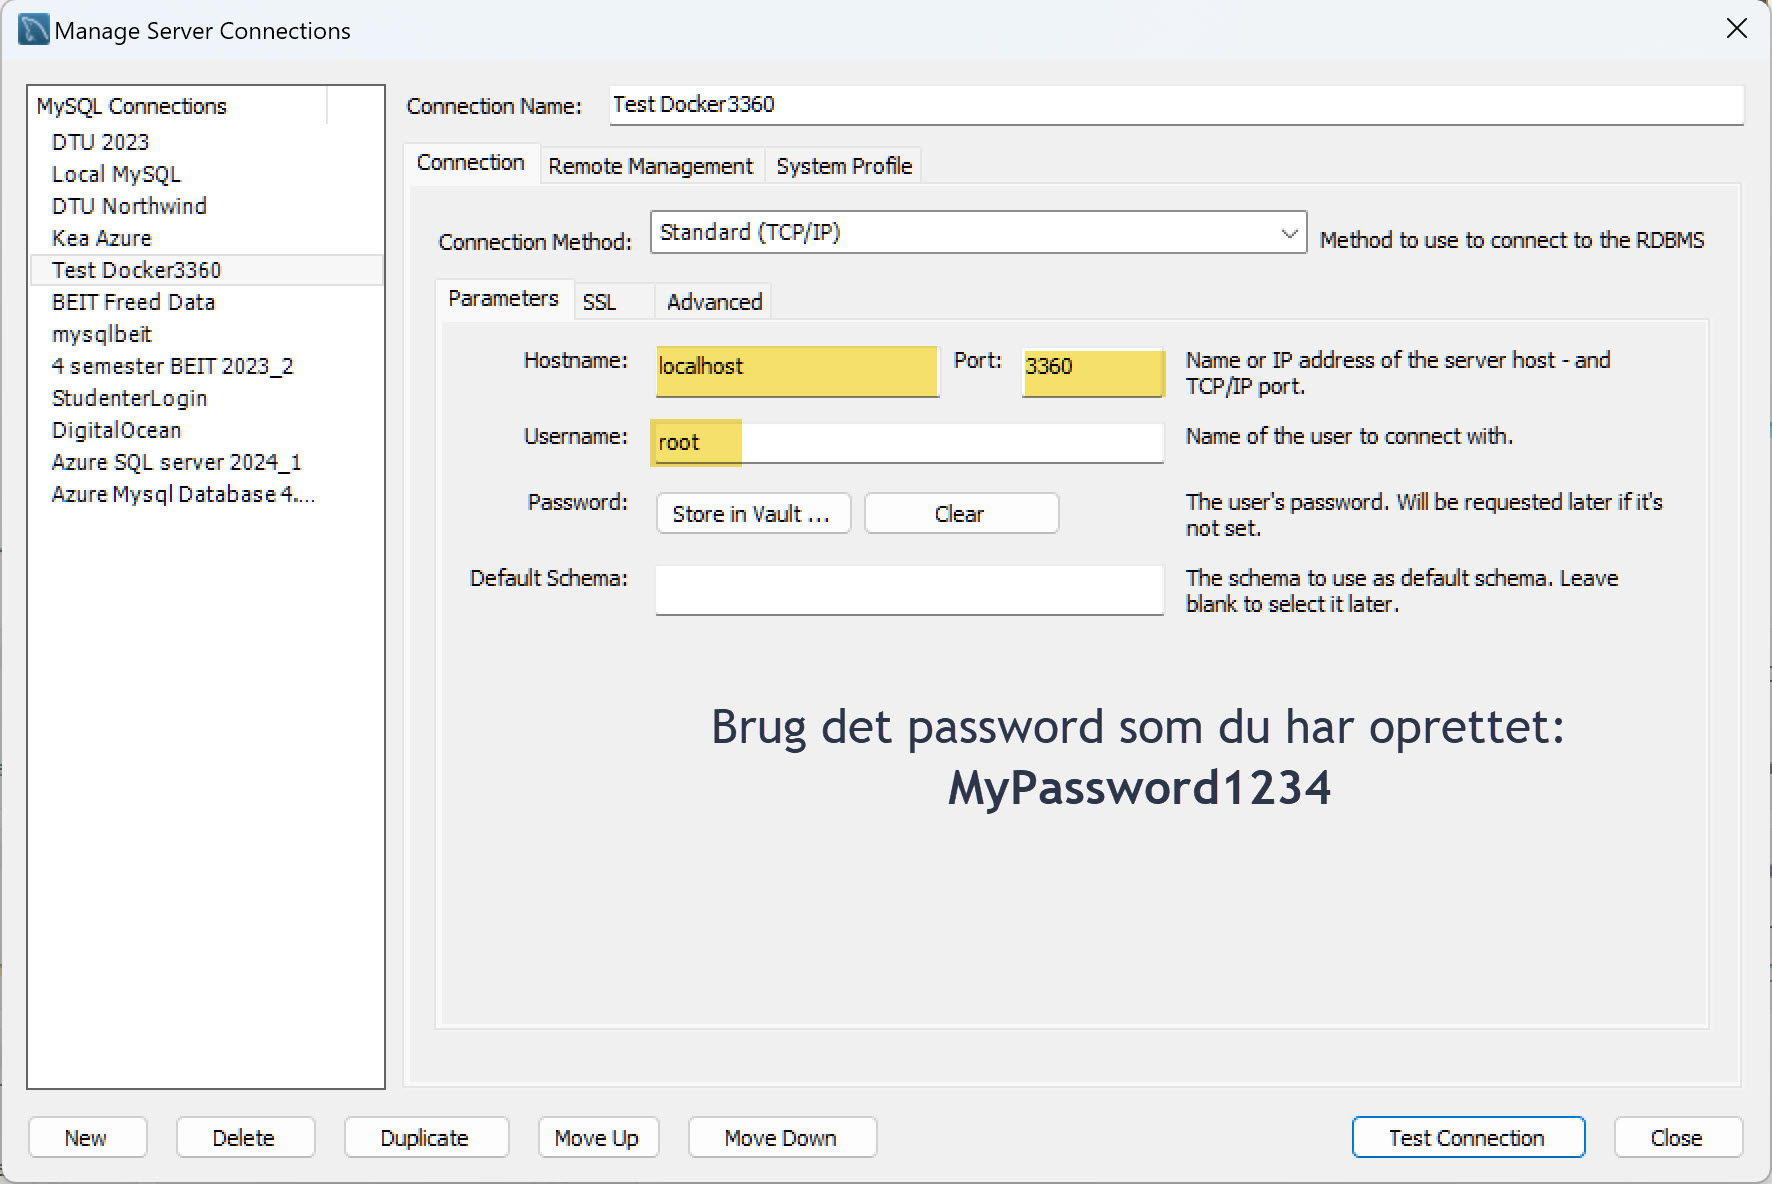 Manage Server Connections
MySQL Connections
DTU 2023
Local MySQL
DTU Northwind
Kea Azure
Test Docker3360
BEIT Freed Data
mysqlbeit
4 semester BEIT 2023_2
StudenterLogin
DigitalOcean
Azure SQL server 2024_1
Azure Mysql Database 4....
Connection Name: Test Docker3360
Connection Remote Management System Profile
Connection Method: Standard (TCP/IP) Method to use to connect to the RDBMS
Parameters SSL Advanced
Hostname: localhost Port: 3360 Name or IP address of the server host - and
TCP/IP port.
Username: root Name of the user to connect with.
Password: Store in Vault ... Clear The user's password. Will be requested later if it's
not set.
Default Schema: The schema to use as default schema. Leave
blank to select it later.
Brug det password som du har oprettet:
MyPassword1234
New Delete Duplicate Move Up Move Down Test Connection Close